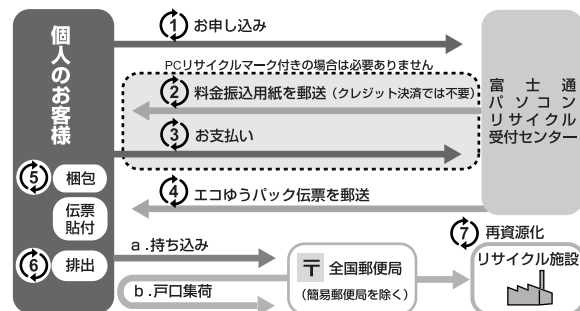 個人のお客様
1 お申し込み
PCリサイクルマーク付きの場合は必要ありません
2 料金振込用紙を郵送（クレジット決済では不要）
3 お支払い
富士通
パソコン
リサイクル
受付センター
4 エコゆうパック伝票を郵送
5 梱包
伝票
貼付
6 排出
a.持ち込み
b.戸口集荷
〒 全国郵便局
（簡易郵便局を除く）
7 再資源化
リサイクル施設